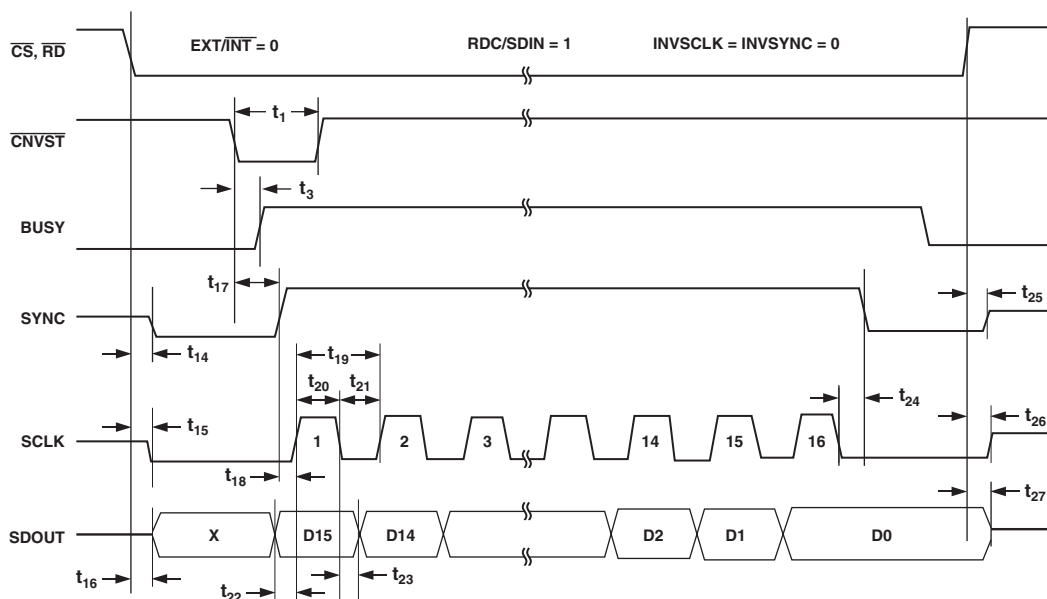 CS, RD
EXT/INT = 0
RDC/SDIN = 1
INVSCLK = INVSYNC = 0
t1
CNVST
t3
BUSY
t17
t25
SYNC
t14
t19
t20
t21
t24
t15
t26
SCLK
1
2
3
14
15
16
t18
t27
SDOUT
X
D15
D14
D2
D1
D0
t16
t22
t23